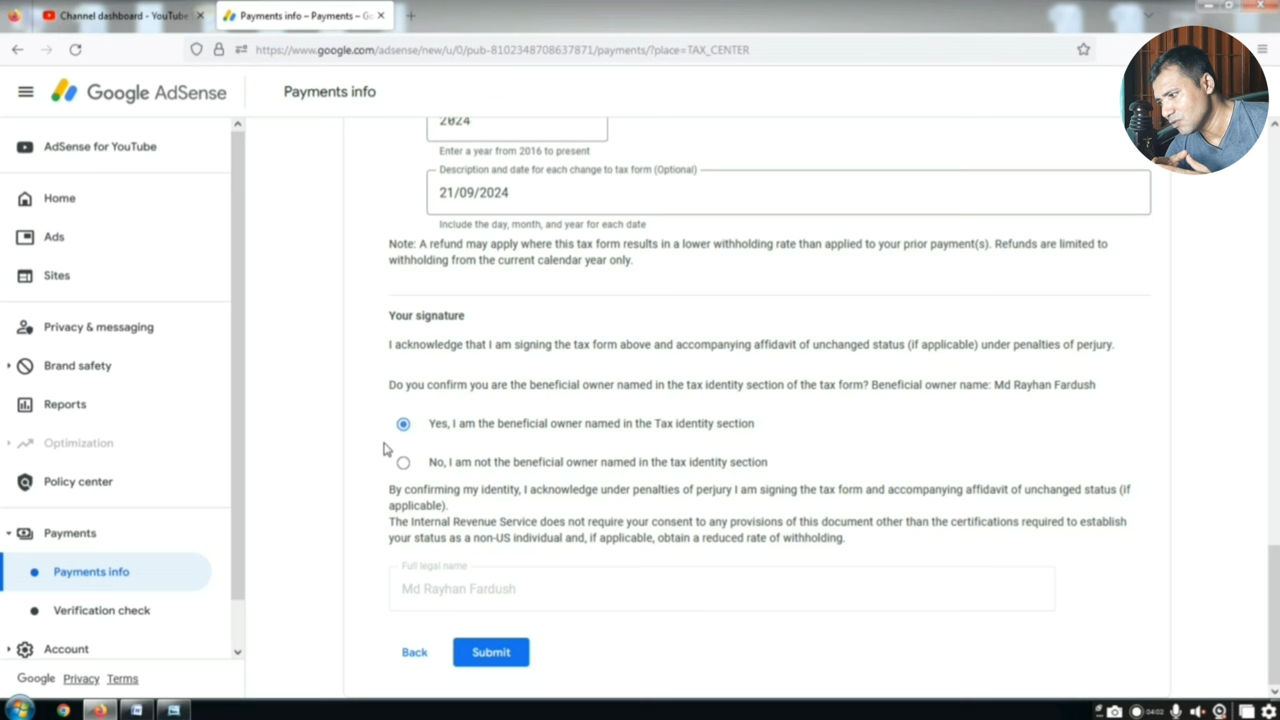 Channel dashboard - YouTube
Payments info – Payments – Go
https://www.google.com/adsense/new/u/0/pub-8102348708637871/payments/?place=TAX_CENTER
Google AdSense
Payments info
AdSense for YouTube
Home
Ads
Sites
Privacy & messaging
Brand safety
Reports
Optimization
Policy center
Payments
Payments info
Verification check
Account
Google Privacy Terms
2024
Enter a year from 2016 to present
Description and date for each change to tax form (Optional)
21/09/2024
Include the day, month, and year for each date
Note: A refund may apply where this tax form results in a lower withholding rate than applied to your prior payment(s). Refunds are limited to
withholding from the current calendar year only.
Your signature
I acknowledge that I am signing the tax form above and accompanying affidavit of unchanged status (if applicable) under penalties of perjury.
Do you confirm you are the beneficial owner named in the tax identity section of the tax form? Beneficial owner name: Md Rayhan Fardush
Yes, I am the beneficial owner named in the Tax identity section
No, I am not the beneficial owner named in the tax identity section
By confirming my identity, I acknowledge under penalties of perjury I am signing the tax form and accompanying affidavit of unchanged status (if
applicable).
The Internal Revenue Service does not require your consent to any provisions of this document other than the certifications required to establish
your status as a non-US individual and, if applicable, obtain a reduced rate of withholding.
Full legal name
Md Rayhan Fardush
Back
Submit
04:02